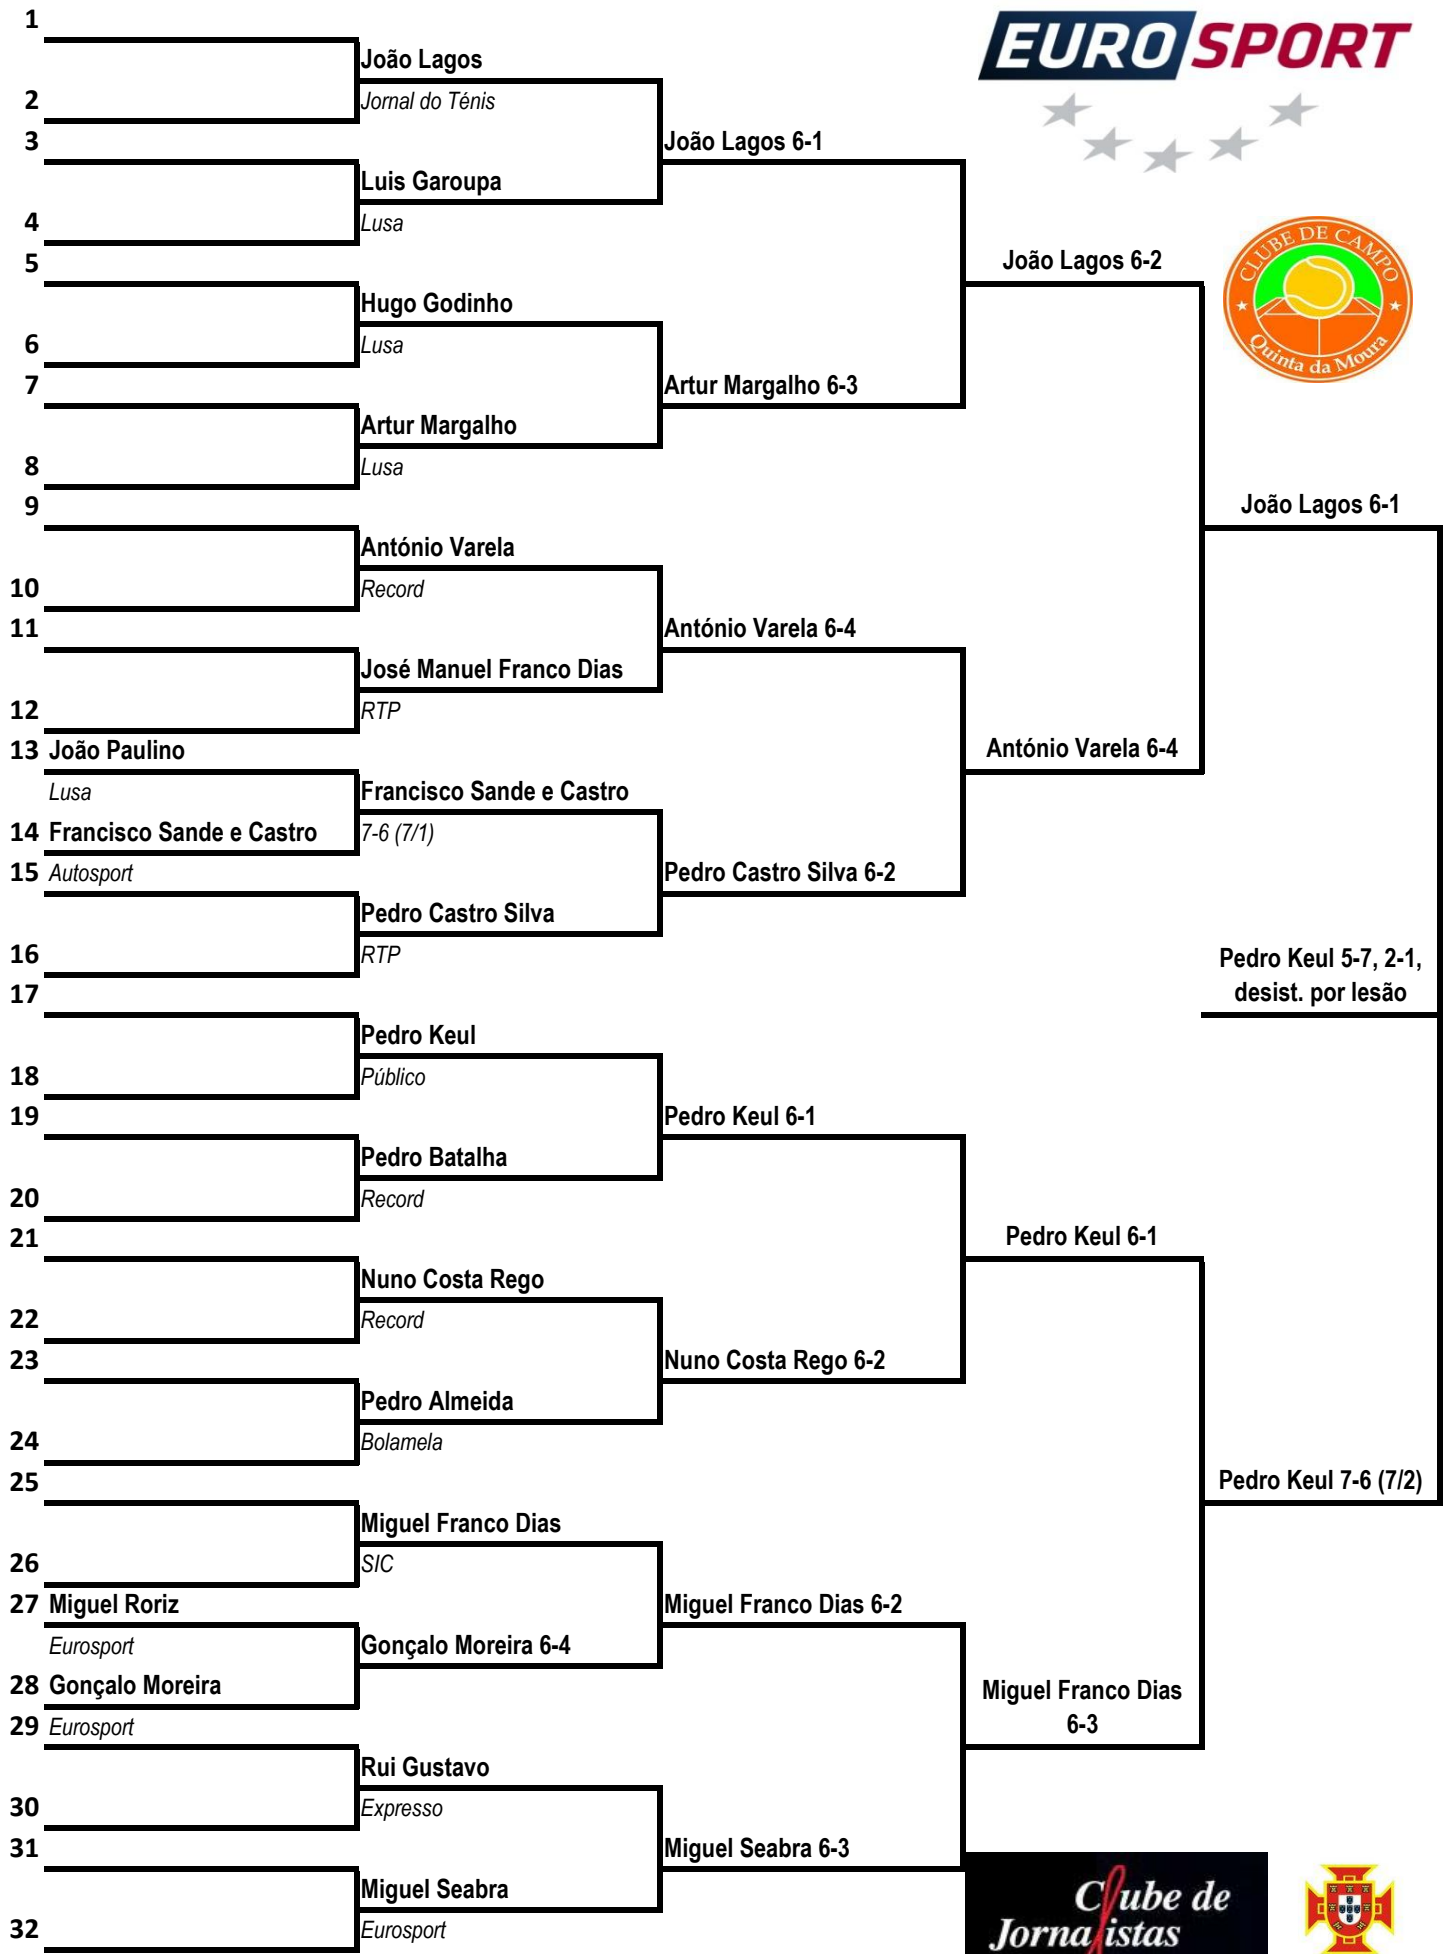 1
EUROSPORT
João Lagos
2
Jornal do Ténis
3
João Lagos 6-1
Luis Garoupa
4
Lusa
CLUBE DE CAMPO
Quinta da Moura
5
João Lagos 6-2
Hugo Godinho
6
Lusa
7
Artur Margalho 6-3
Artur Margalho
8
Lusa
9
João Lagos 6-1
António Varela
10
Record
11
António Varela 6-4
José Manuel Franco Dias
12
RTP
13 João Paulino
António Varela 6-4
Lusa
Francisco Sande e Castro
14 Francisco Sande e Castro
7-6 (7/1)
15 Autosport
Pedro Castro Silva 6-2
Pedro Castro Silva
16
RTP
Pedro Keul 5-7, 2-1,
desist. por lesão
17
Pedro Keul
18
Público
19
Pedro Keul 6-1
Pedro Batalha
20
Record
21
Pedro Keul 6-1
Nuno Costa Rego
22
Record
23
Nuno Costa Rego 6-2
Pedro Almeida
24
Bolamela
25
Pedro Keul 7-6 (7/2)
Miguel Franco Dias
26
SIC
27 Miguel Roriz
Miguel Franco Dias 6-2
Eurosport
Gonçalo Moreira 6-4
28 Gonçalo Moreira
Miguel Franco Dias
6-3
29 Eurosport
Rui Gustavo
30
Expresso
31
Miguel Seabra 6-3
Miguel Seabra
32
Eurosport
Clube de
Jornalistas